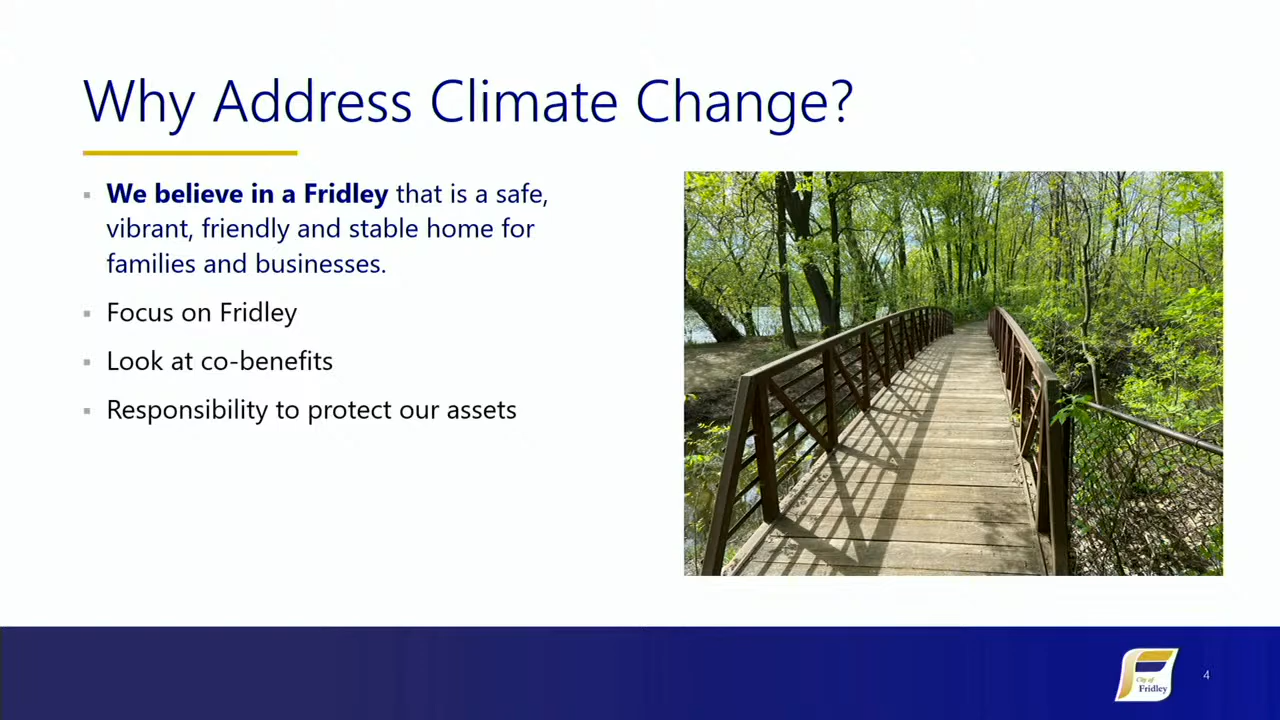 Why Address Climate Change?
▪ We believe in a Fridley that is a safe,
vibrant, friendly and stable home for
families and businesses.
▪ Focus on Fridley
▪ Look at co-benefits
▪ Responsibility to protect our assets
City of
Fridley
4